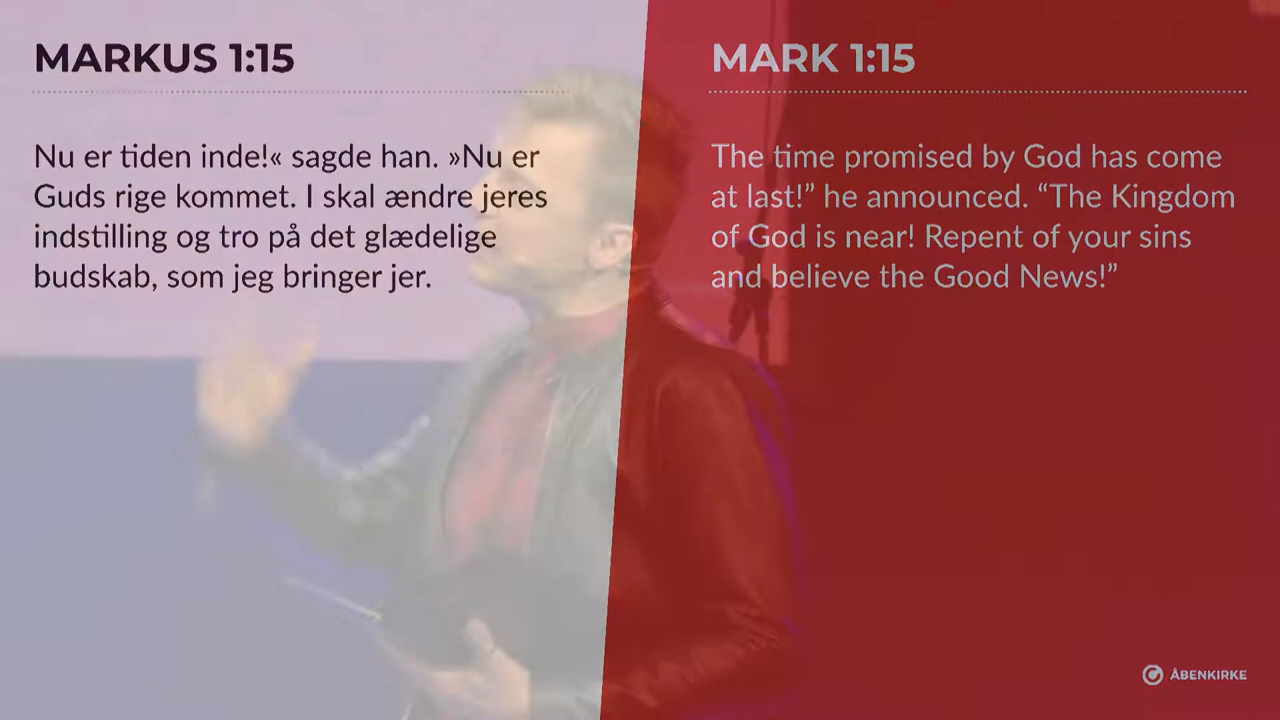 MARKUS 1:15
Nu er tiden inde!« sagde han. »Nu er
Guds rige kommet. I skal ændre jeres
indstilling og tro på det glædelige
budskab, som jeg bringer jer.
MARK 1:15
The time promised by God has come
at last!” he announced. “The Kingdom
of God is near! Repent of your sins
and believe the Good News!”
ÅBENKIRKE